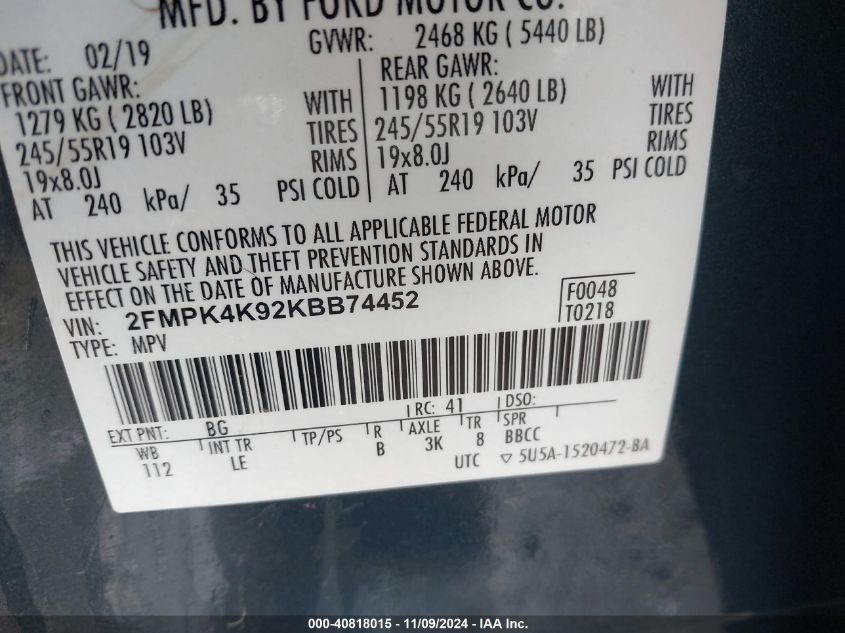 MFD. BY FORD MOTOR CO.
DATE: 02/19
GVWR: 2468 KG ( 5440 LB)
FRONT GAWR:
1279 KG ( 2820 LB) WITH
245/55R19 103V TIRES
19x8.0J RIMS
AT 240 kPa/ 35 PSI COLD
REAR GAWR:
1198 KG ( 2640 LB) WITH
245/55R19 103V TIRES
19x8.0J RIMS
AT 240 kPa/ 35 PSI COLD
THIS VEHICLE CONFORMS TO ALL APPLICABLE FEDERAL MOTOR
VEHICLE SAFETY AND THEFT PREVENTION STANDARDS IN
EFFECT ON THE DATE OF MANUFACTURE SHOWN ABOVE.
VIN: 2FMPK4K92KBB74452
TYPE: MPV
F0048
T0218
EXT PNT: BG RC: 41 DSO:
WB INT TR TP/PS R AXLE TR SPR
112 LE B 3K 8 BBCC
UTC ▽ 5U5A-1520472-BA
000-40818015 - 11/09/2024 - IAA Inc.